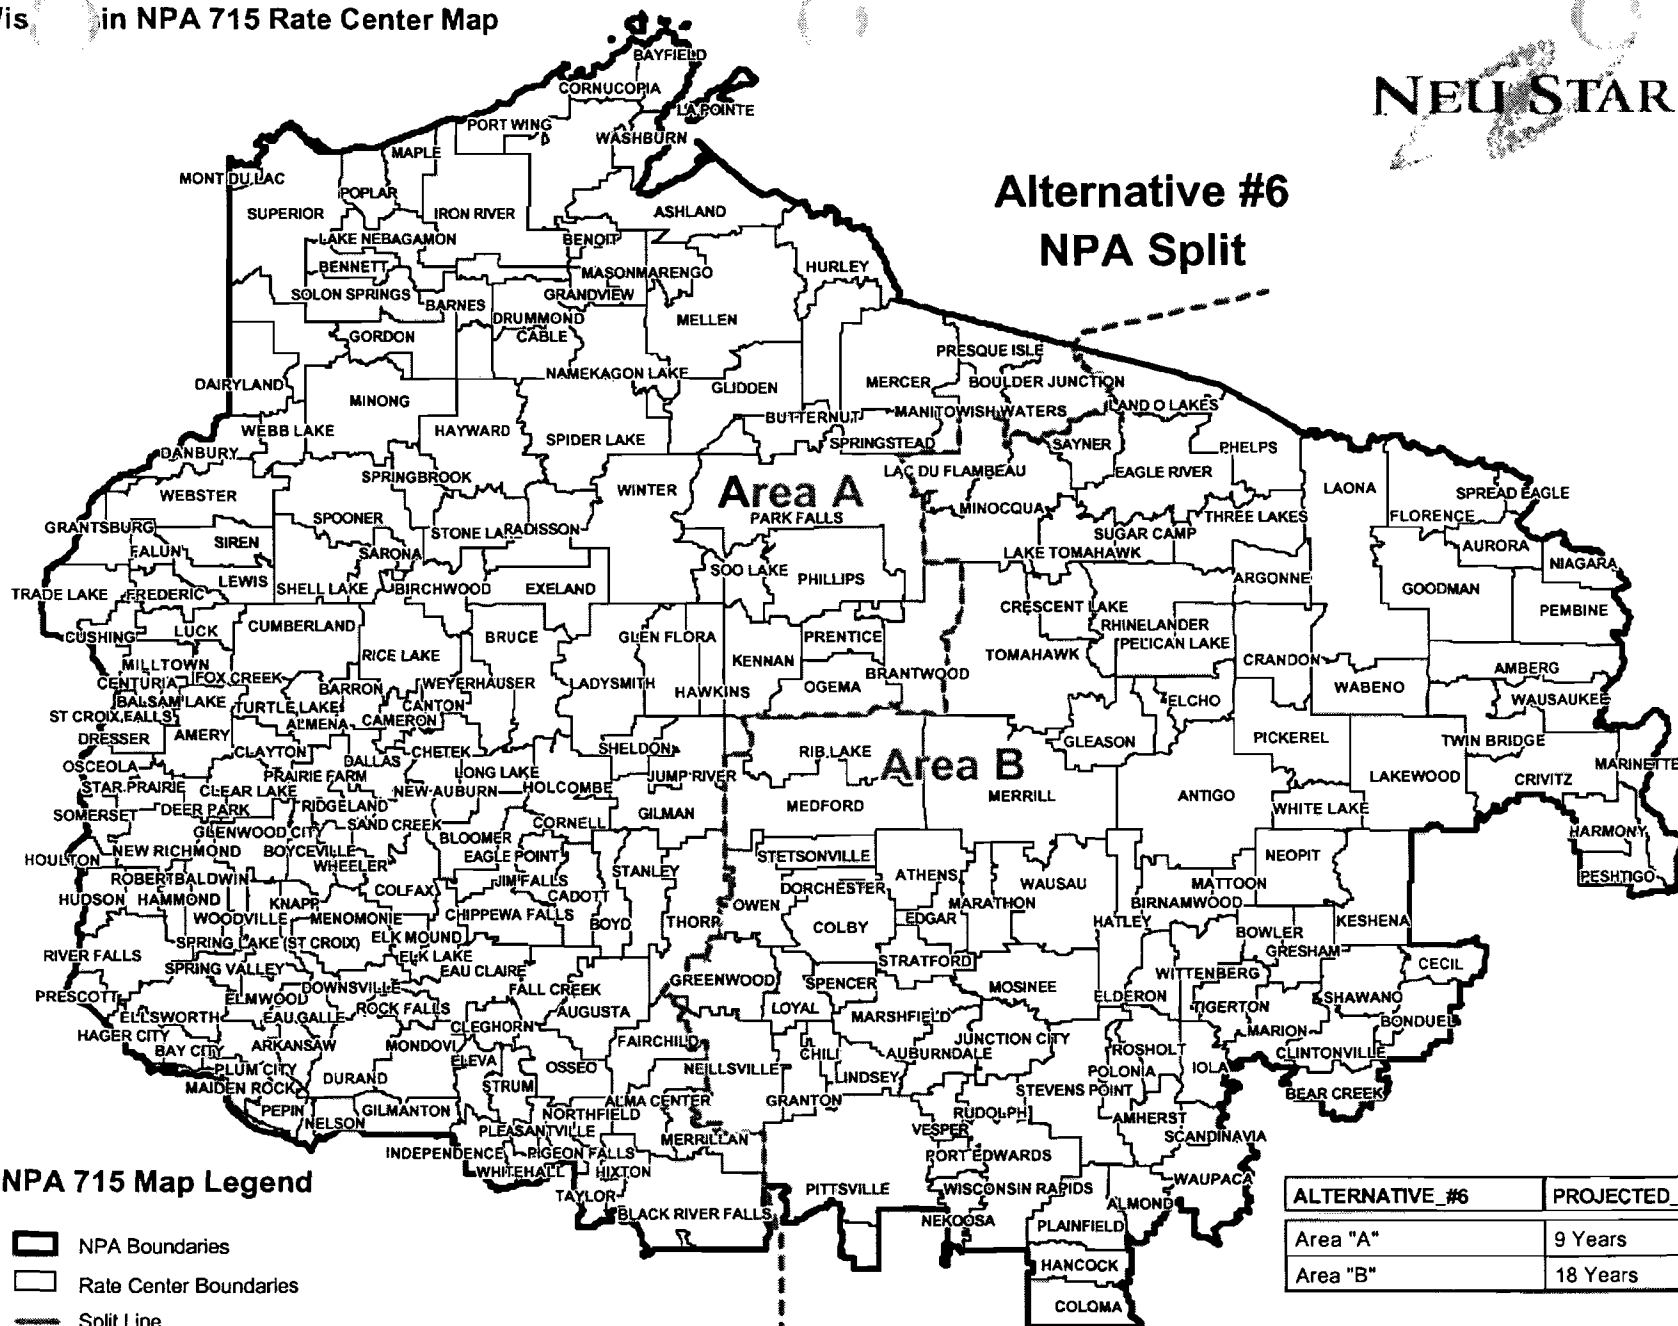 in NPA 715 Rate Center Map
NEUSTAR
Alternative #6
NPA Split
BAYFIELD
CORNUCOPIA
LA POINTE
PORT WING
WASHBURN
MAPLE
MONT DU LAC
POPLAR
SUPERIOR
IRON RIVER
ASHLAND
LAKE NEBAGAMON
BENOIT
BENNETT
MASON
MARENGO
HURLEY
SOLON SPRINGS
BARNES
GRANDVIEW
DRUMMOND
MELLEN
GORDON
CABLE
PRESQUE ISLE
DAIRYLAND
NAMEKAGON LAKE
GLIDDEN
MERCER
BOULDER JUNCTION
MINONG
BUTTERNUT
MANITOWISH WATERS
LAND O LAKES
WEBB LAKE
HAYWARD
SPIDER LAKE
SPRINGSTEAD
SAYNER
PHELPS
DANBURY
SPRINGBROOK
LAC DU FLAMBEAU
EAGLE RIVER
WEBSTER
WINTER
Area A
LAONA
SPREAD EAGLE
SPOONER
PARK FALLS
MINOCQUA
THREE LAKES
FLORENCE
GRANTSBURG
STONE LAKE
RADISSON
SUGAR CAMP
SIREN
FALUN
SARONA
LAKE TOMAHAWK
AURORA
NIAGARA
LEWIS
SHELL LAKE
BIRCHWOOD
EXELAND
SOO LAKE
PHILLIPS
ARGONNE
GOODMAN
TRADE LAKE
FREDERIC
CRESCENT LAKE
PEMBINE
CUSHING
LUCK
CUMBERLAND
BRUCE
GLEN FLORA
PRENTICE
RHINELANDER
PELICAN LAKE
MILLTOWN
RICE LAKE
KENNAN
BRANTWOOD
TOMAHAWK
CRANDON
AMBERG
CENTURIA
FOX CREEK
BARRON
WEYERHAUSER
LADYSMITH
HAWKINS
OGEMA
WABENO
BALSAM LAKE
TURTLE LAKE
CANTON
ELCHO
WAUSAUKEE
ST CROIX FALLS
ALMENA
CAMERON
DRESSER
AMERY
CLAYTON
CHETEK
SHELDON
RIB LAKE
Area B
GLEASON
PICKEREL
TWIN BRIDGE
OSCEOLA
DALLAS
PRAIRIE FARM
LONG LAKE
JUMP RIVER
LAKEWOOD
CRIVITZ
MARINETTE
STAR PRAIRIE
CLEAR LAKE
NEW AUBURN
HOLCOMBE
MEDFORD
MERRILL
ANTIGO
WHITE LAKE
SOMERSET
DEER PARK
RIDGELAND
SAND CREEK
CORNELL
GILMAN
HARMONY
GLENWOOD CITY
BLOOMER
HOULTON
NEW RICHMOND
BOYCEVILLE
WHEELER
EAGLE POINT
STETSONVILLE
NEOPIT
ROBERT
BALDWIN
COLFAX
JIM FALLS
STANLEY
DORCHESTER
ATHENS
WAUSAU
MATTOON
PESHTIGO
HUDSON
HAMMOND
KNAPP
CADOTT
OWEN
MARATHON
BIRNAMWOOD
WOODVILLE
MENOMONIE
CHIPPEWA FALLS
BOYD
THORP
COLBY
EDGAR
HATLEY
KESHENA
SPRING LAKE (ST CROIX)
ELK MOUND
BOWLER
RIVER FALLS
ELK LAKE
STRATFORD
GRESHAM
CECIL
SPRING VALLEY
DOWNSVILLE
EAU CLAIRE
FALL CREEK
GREENWOOD
SPENCER
MOSINEE
WITTENBERG
PRESCOTT
ELMWOOD
ROCK FALLS
AUGUSTA
LOYAL
ELDERON
TIGERTON
SHAWANO
ELLSWORTH
EAU GALLE
CLEGHORN
MARSHFIELD
BONDUEL
HAGER CITY
ARKANSAW
MONDOVI
FAIRCHILD
JUNCTION CITY
MARION
BAY CITY
ELEVA
CHILI
AUBURNDALE
ROSHOLT
CLINTONVILLE
PLUM CITY
DURAND
OSSEO
NEILLSVILLE
LINDSEY
POLONIA
IOLA
MAIDEN ROCK
STRUM
STEVENS POINT
BEAR CREEK
PEPIN
GILMANTON
ALMA CENTER
GRANTON
NELSON
NORTHFIELD
RUDOLPH
AMHERST
PLEASANTVILLE
MERRILLAN
VESPER
SCANDINAVIA
INDEPENDENCE
PIGEON FALLS
PORT EDWARDS
WHITEHALL
HIXTON
WAUPACA
TAYLOR
PITTSVILLE
WISCONSIN RAPIDS
ALMOND
BLACK RIVER FALLS
NEKOOSA
PLAINFIELD
HANCOCK
COLOMA
NPA 715 Map Legend
NPA Boundaries
Rate Center Boundaries
Split Line
ALTERNATIVE_#6 PROJECTED_
Area "A" 9 Years
Area "B" 18 Years